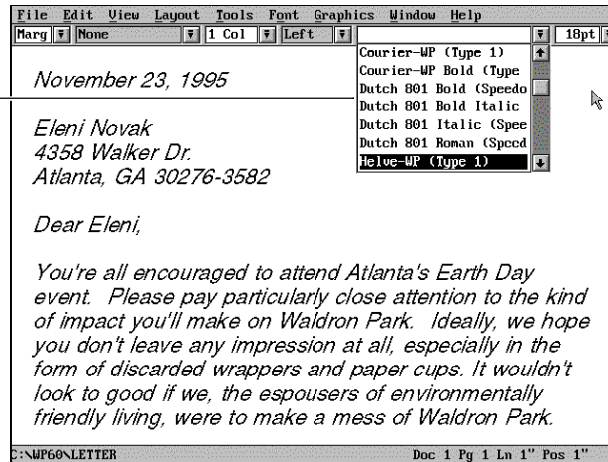 File Edit View Layout Tools Font Graphics Window Help
Marg None 1 Col Left 18pt
Courier-WP (Type 1)
Courier-WP Bold (Type
Dutch 801 Bold (Speedo
Dutch 801 Bold Italic
Dutch 801 Italic (Spee
Dutch 801 Roman (Speed
Helve-WP (Type 1)
November 23, 1995
Eleni Novak
4358 Walker Dr.
Atlanta, GA 30276-3582
Dear Eleni,
You're all encouraged to attend Atlanta's Earth Day
event. Please pay particularly close attention to the kind
of impact you'll make on Waldron Park. Ideally, we hope
you don't leave any impression at all, especially in the
form of discarded wrappers and paper cups. It wouldn't
look to good if we, the espousers of environmentally
friendly living, were to make a mess of Waldron Park.
C:\WP60\LETTER Doc 1 Pg 1 Ln 1" Pos 1"